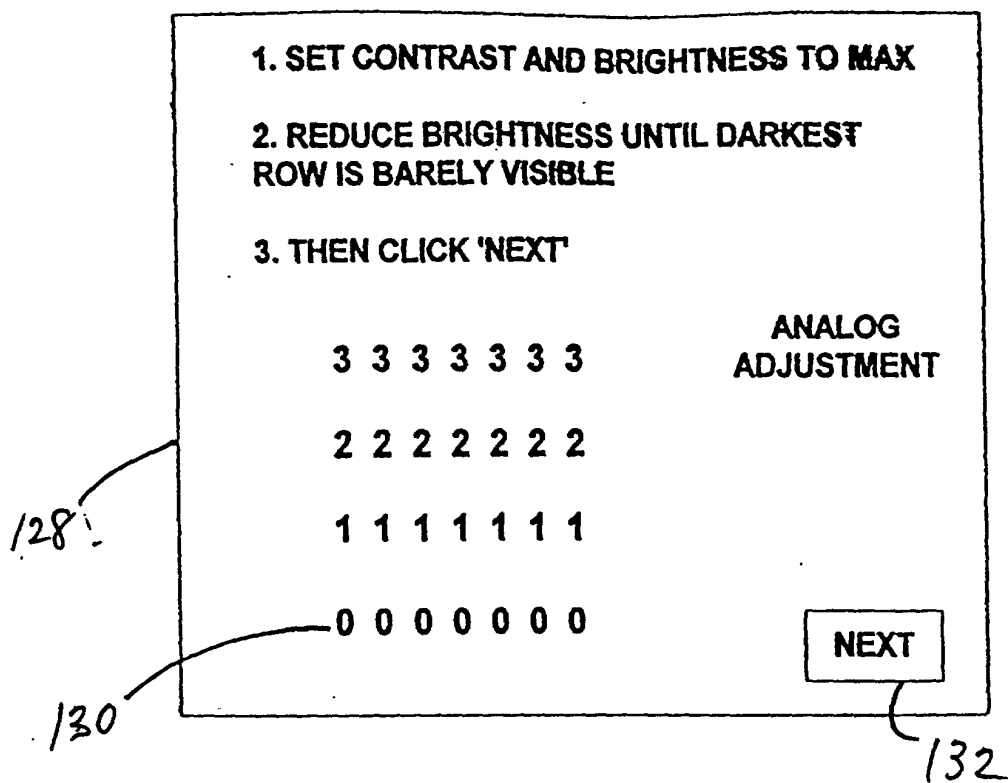 1. SET CONTRAST AND BRIGHTNESS TO MAX
2. REDUCE BRIGHTNESS UNTIL DARKEST
ROW IS BARELY VISIBLE
3. THEN CLICK 'NEXT'
ANALOG
ADJUSTMENT
3 3 3 3 3 3 3
2 2 2 2 2 2 2
1 1 1 1 1 1 1
0 0 0 0 0 0 0
NEXT
128
130
132